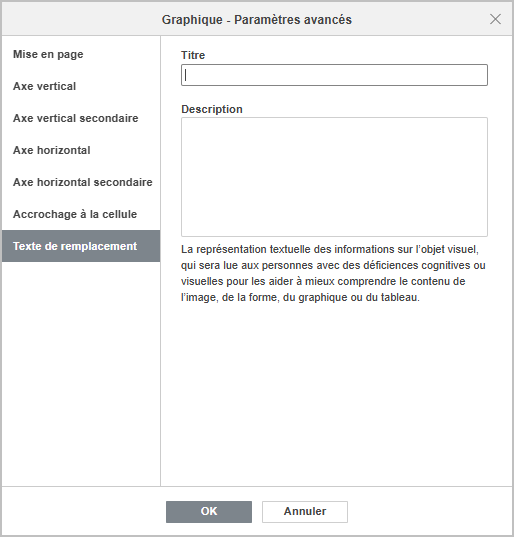 Graphique - Paramètres avancés
Mise en page
Axe vertical
Axe vertical secondaire
Axe horizontal
Axe horizontal secondaire
Accrochage à la cellule
Texte de remplacement
Titre
Description
La représentation textuelle des informations sur l’objet visuel,
qui sera lue aux personnes avec des déficiences cognitives ou
visuelles pour les aider à mieux comprendre le contenu de
l’image, de la forme, du graphique ou du tableau.
OK
Annuler